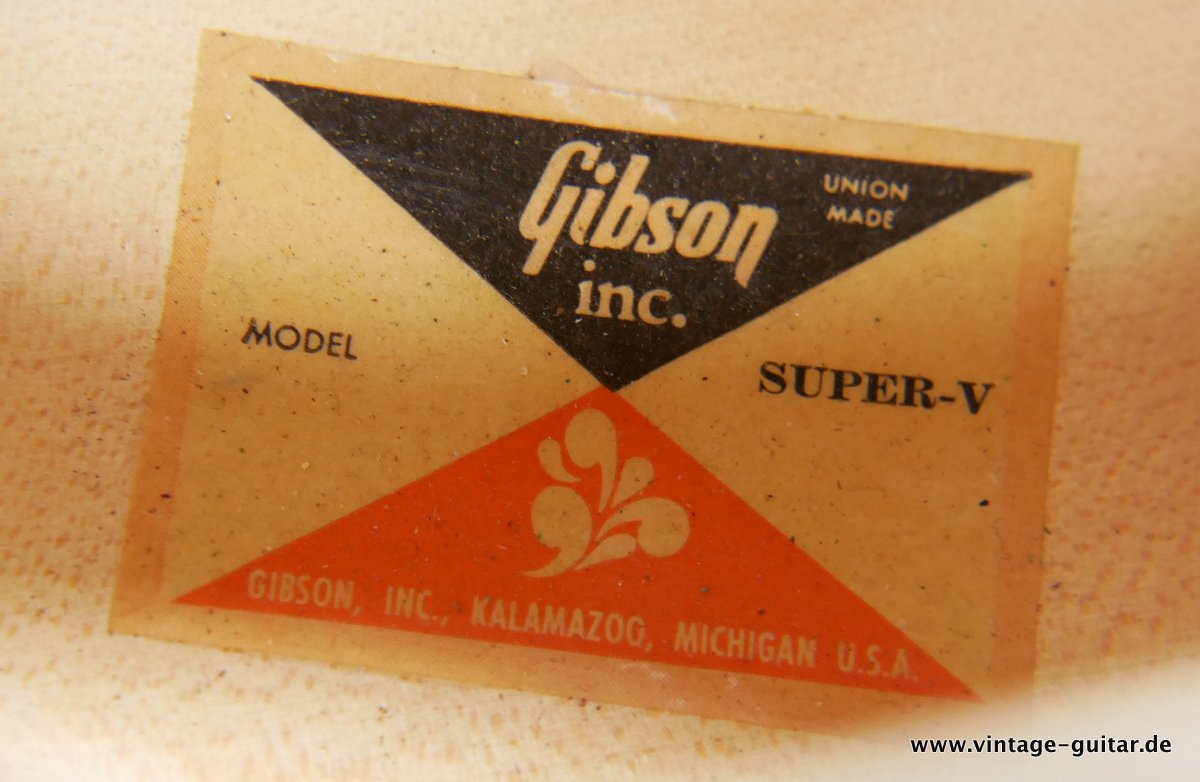 Gibson
inc.
UNION
MADE
MODEL
SUPER-V
GIBSON, INC., KALAMAZOO, MICHIGAN U.S.A.
www.vintage-guitar.de